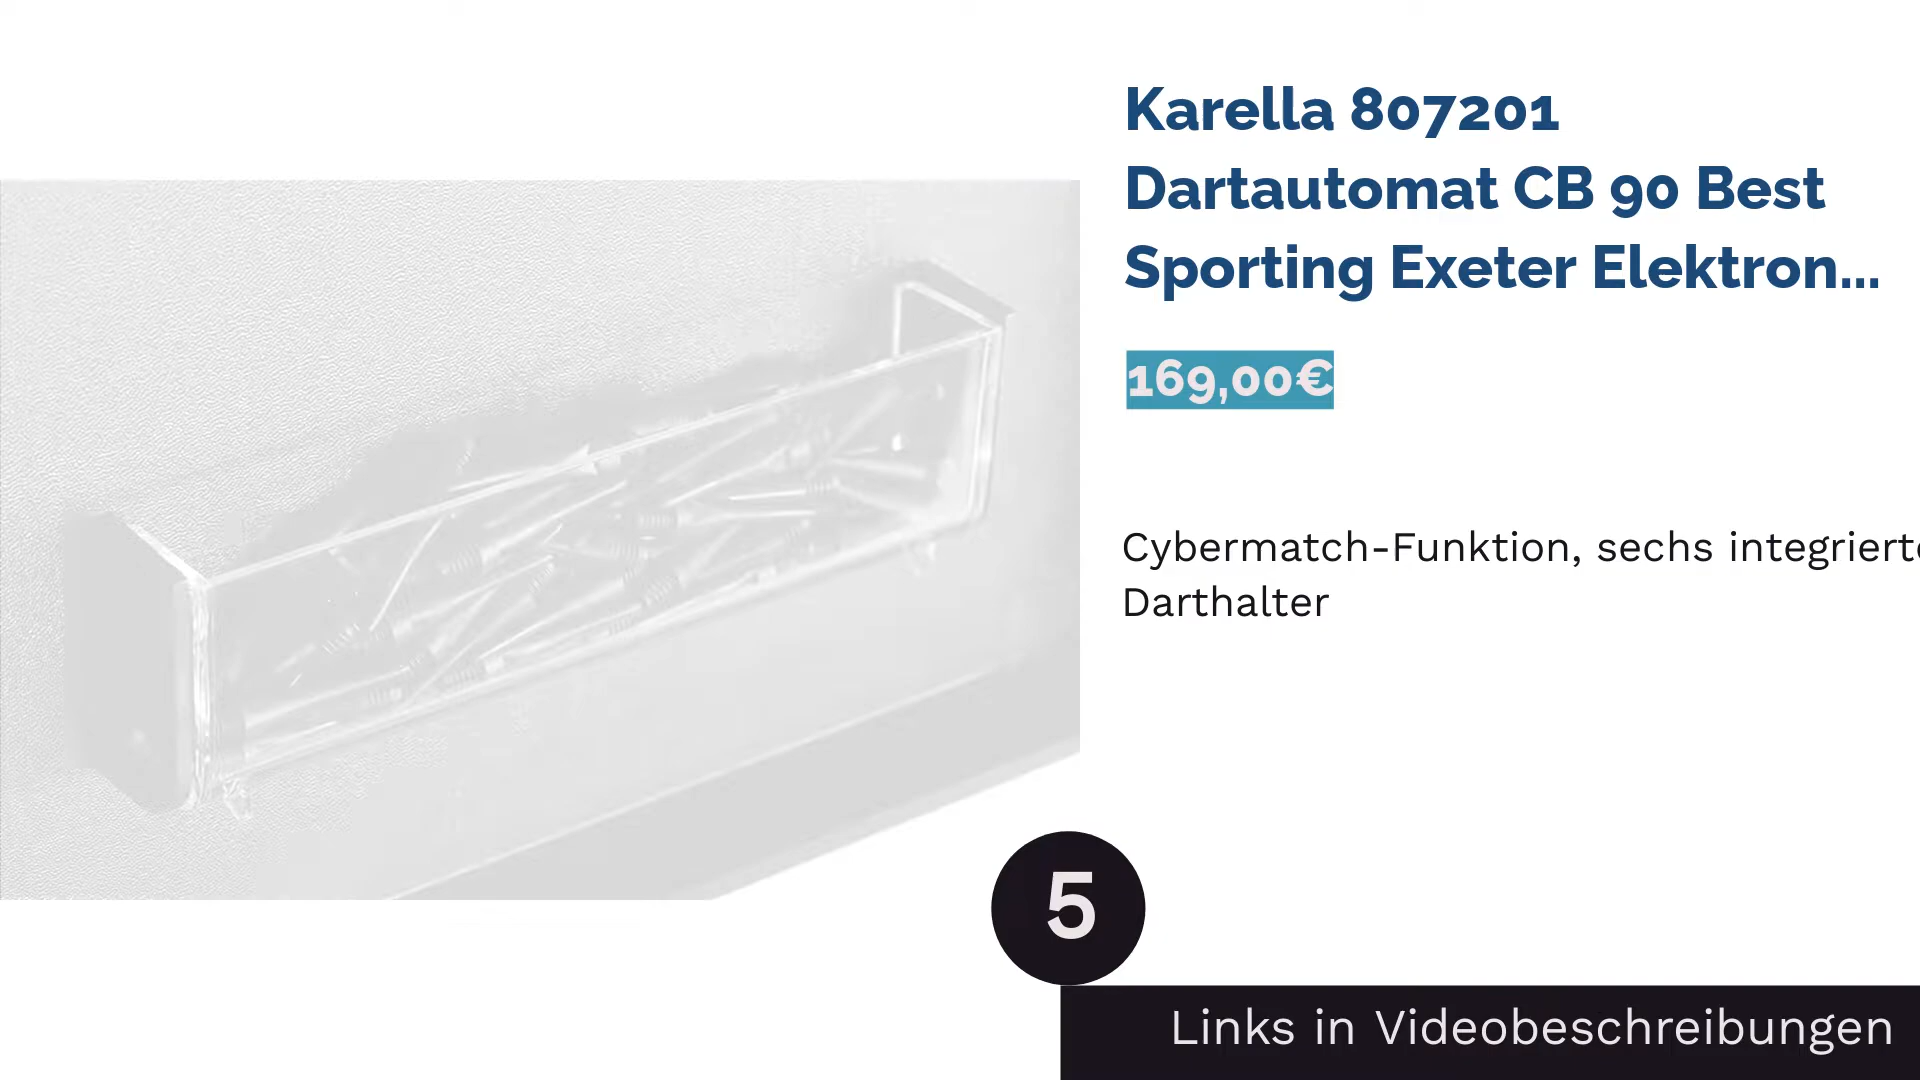 Karella 807201
Dartautomat CB 90 Best
Sporting Exeter Elektron...
169,00€
Cybermatch-Funktion, sechs integrierte
Darthalter
5
Links in Videobeschreibungen